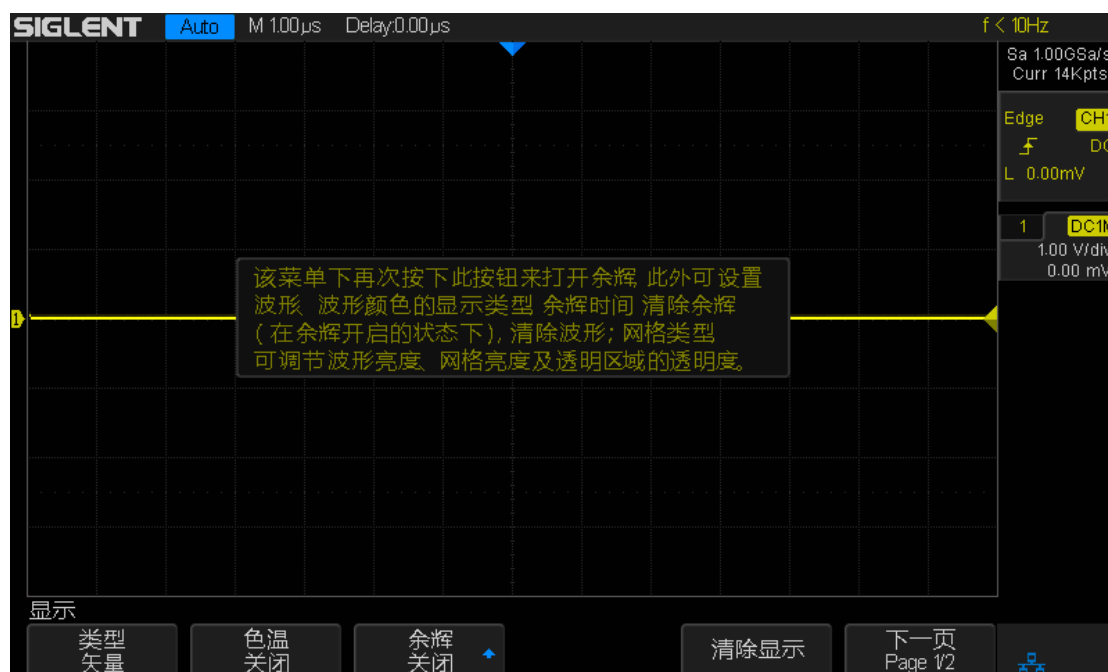 SIGLENT Auto M 1.00µs Delay:0.00µs f < 10Hz
Sa 1.00GSa/s
Curr 14Kpts
Edge CH1
DC
L 0.00mV
1 DC1M
1.00 V/div
0.00 mV
该菜单下再次按下此按钮来打开余辉, 此外可设置
波形、波形颜色的显示类型, 余辉时间, 清除余辉
(在余辉开启的状态下), 清除波形; 网格类型
可调节波形亮度、网格亮度及透明区域的透明度。
1
显示
类型 色温 余辉 清除显示 下一页
矢量 关闭 关闭 Page 1/2